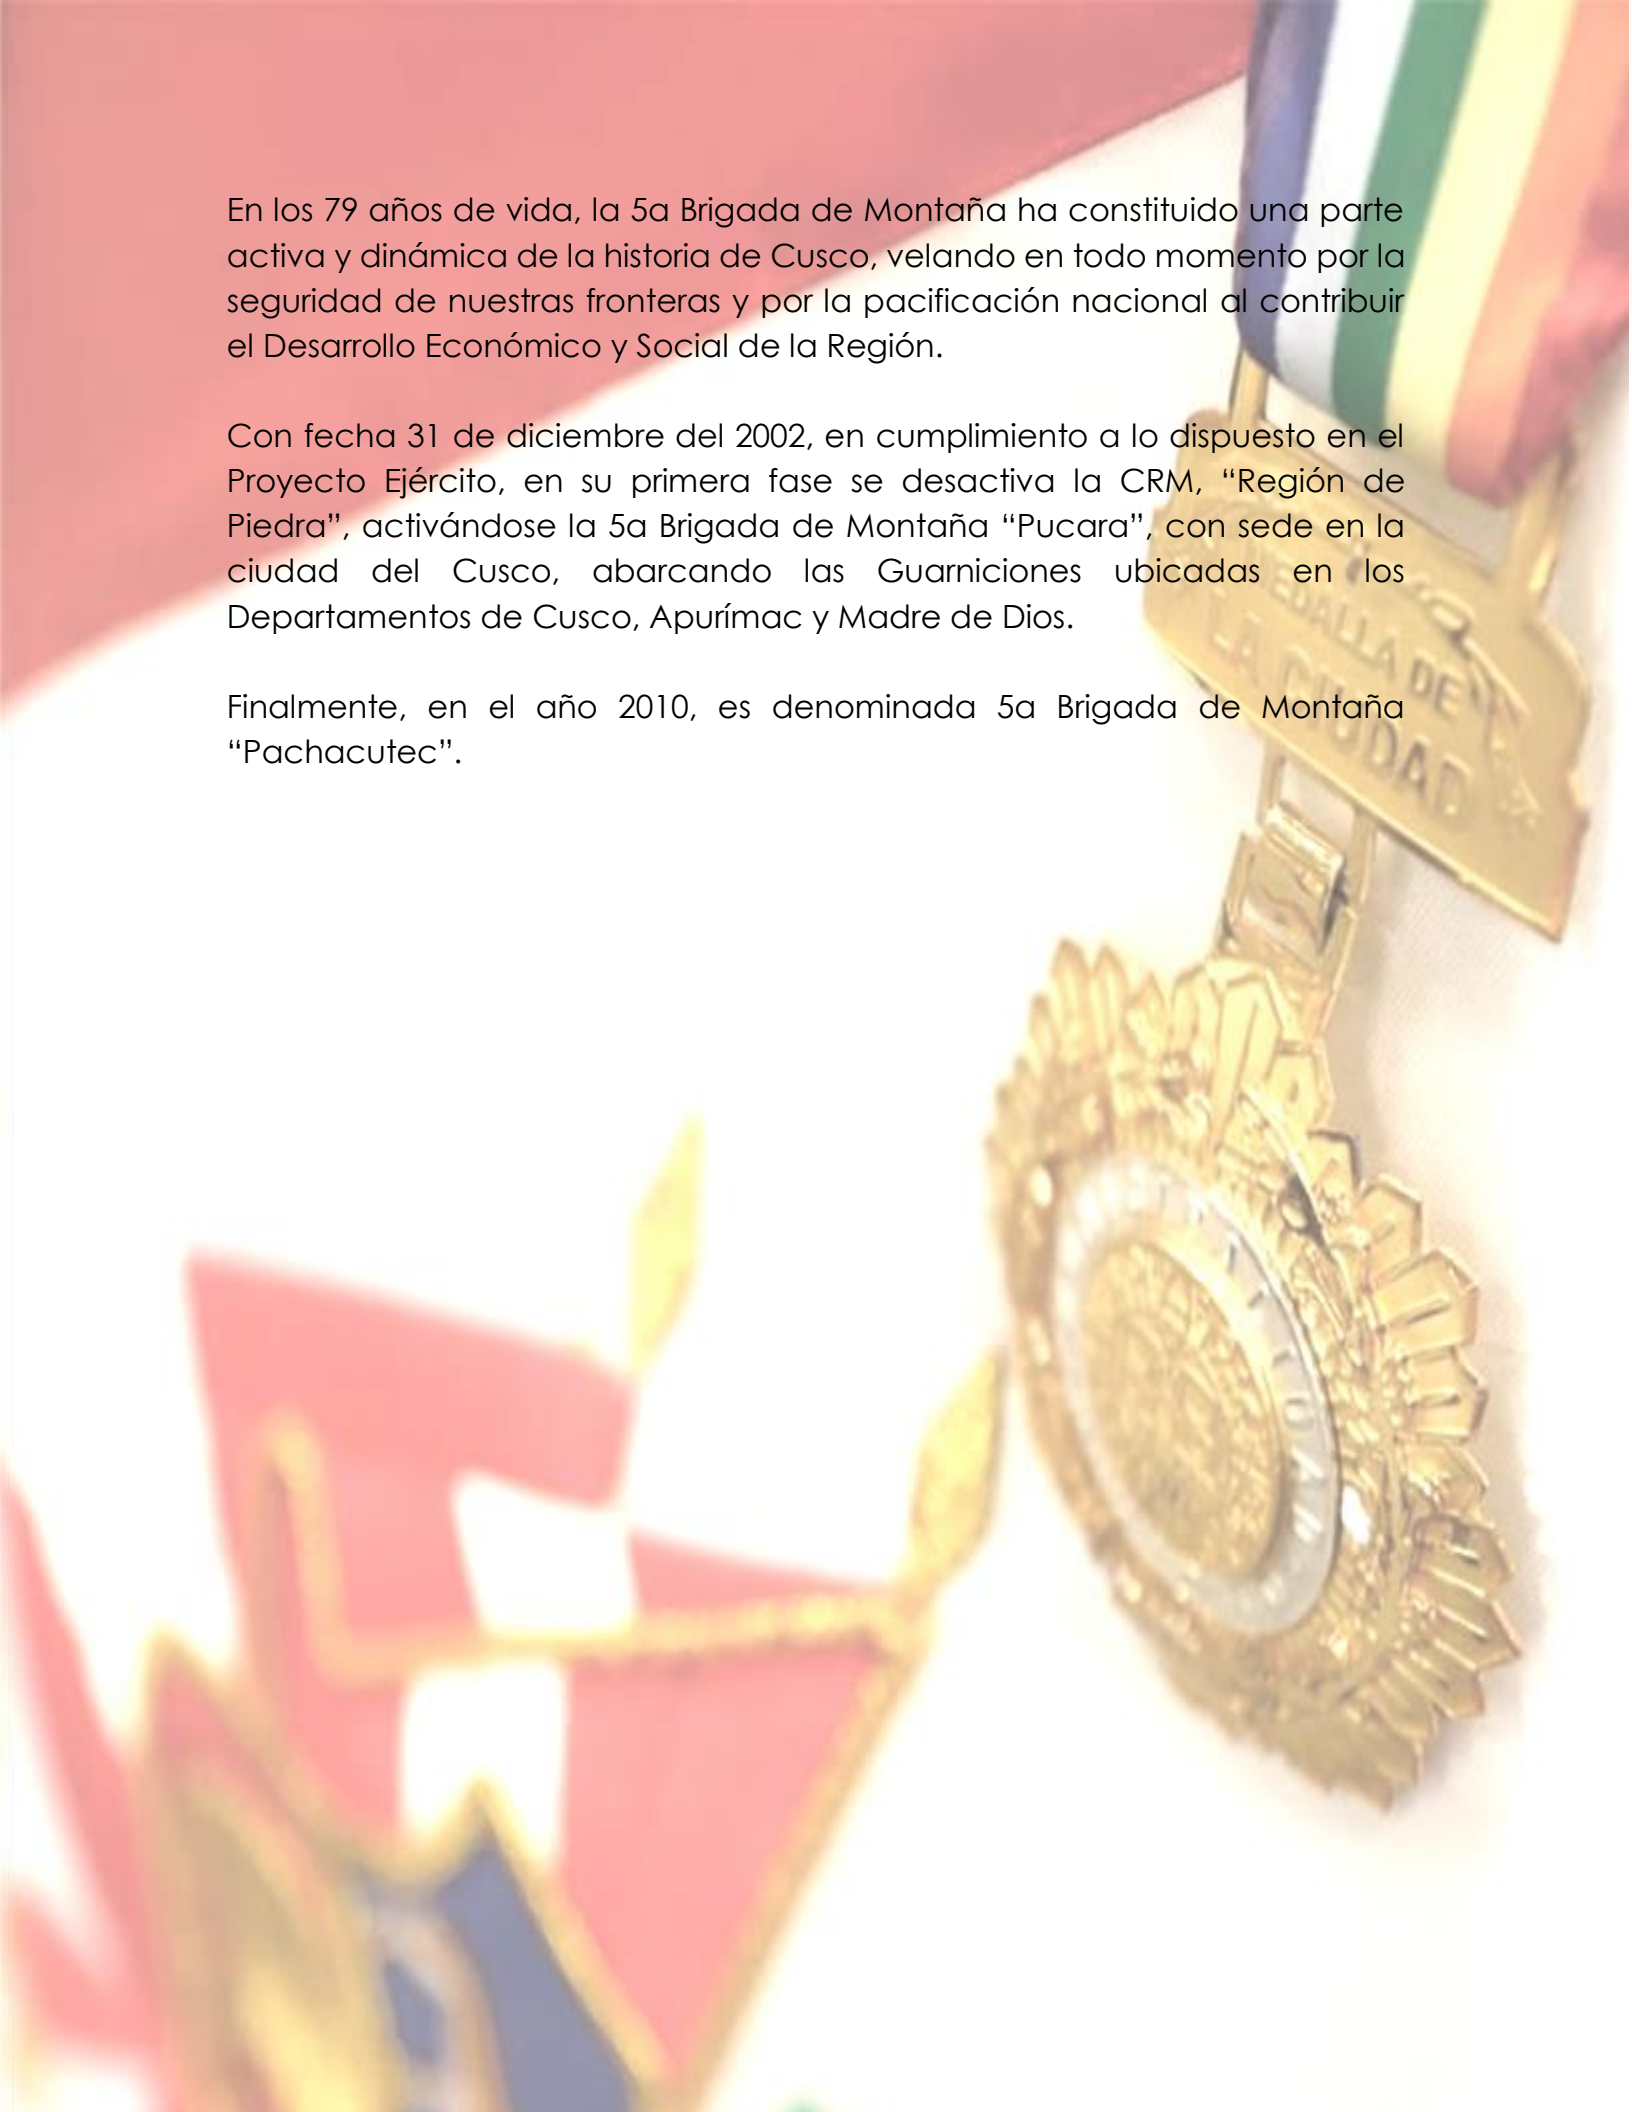 En los 79 años de vida, la 5a Brigada de Montaña ha constituido una parte
activa y dinámica de la historia de Cusco, velando en todo momento por la
seguridad de nuestras fronteras y por la pacificación nacional al contribuir
el Desarrollo Económico y Social de la Región.
Con fecha 31 de diciembre del 2002, en cumplimiento a lo dispuesto en el
Proyecto Ejército, en su primera fase se desactiva la CRM, “Región de
Piedra”, activándose la 5a Brigada de Montaña “Pucara”, con sede en la
ciudad del Cusco, abarcando las Guarniciones ubicadas en los
Departamentos de Cusco, Apurímac y Madre de Dios.
Finalmente, en el año 2010, es denominada 5a Brigada de Montaña
“Pachacutec”.
MEDALLA DE
LA CIUDAD